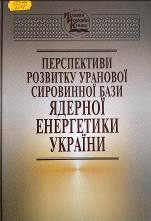 ПЕРСПЕКТИВИ
РОЗВИТКУ УРАНОВОЇ
СИРОВИННОЇ БАЗИ
ЯДЕРНОЇ
ЕНЕРГЕТИКИ
УКРАЇНИ